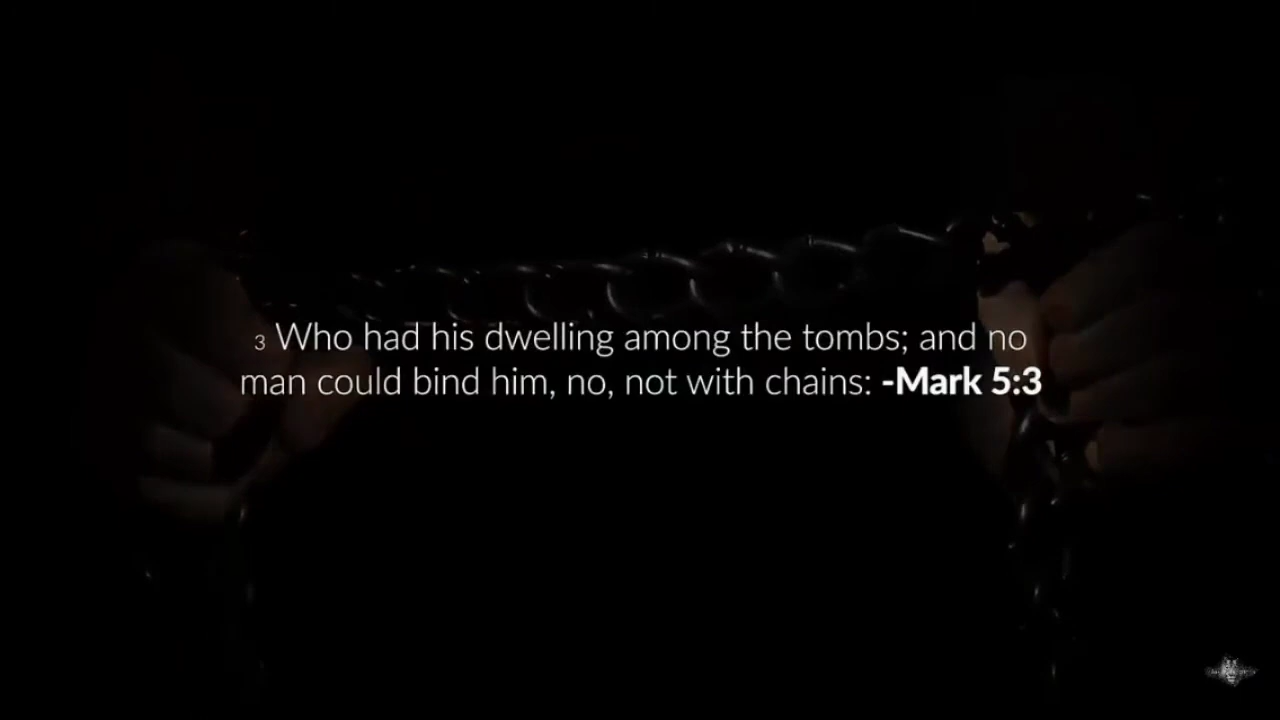 3 Who had his dwelling among the tombs; and no
man could bind him, no, not with chains: -Mark 5:3